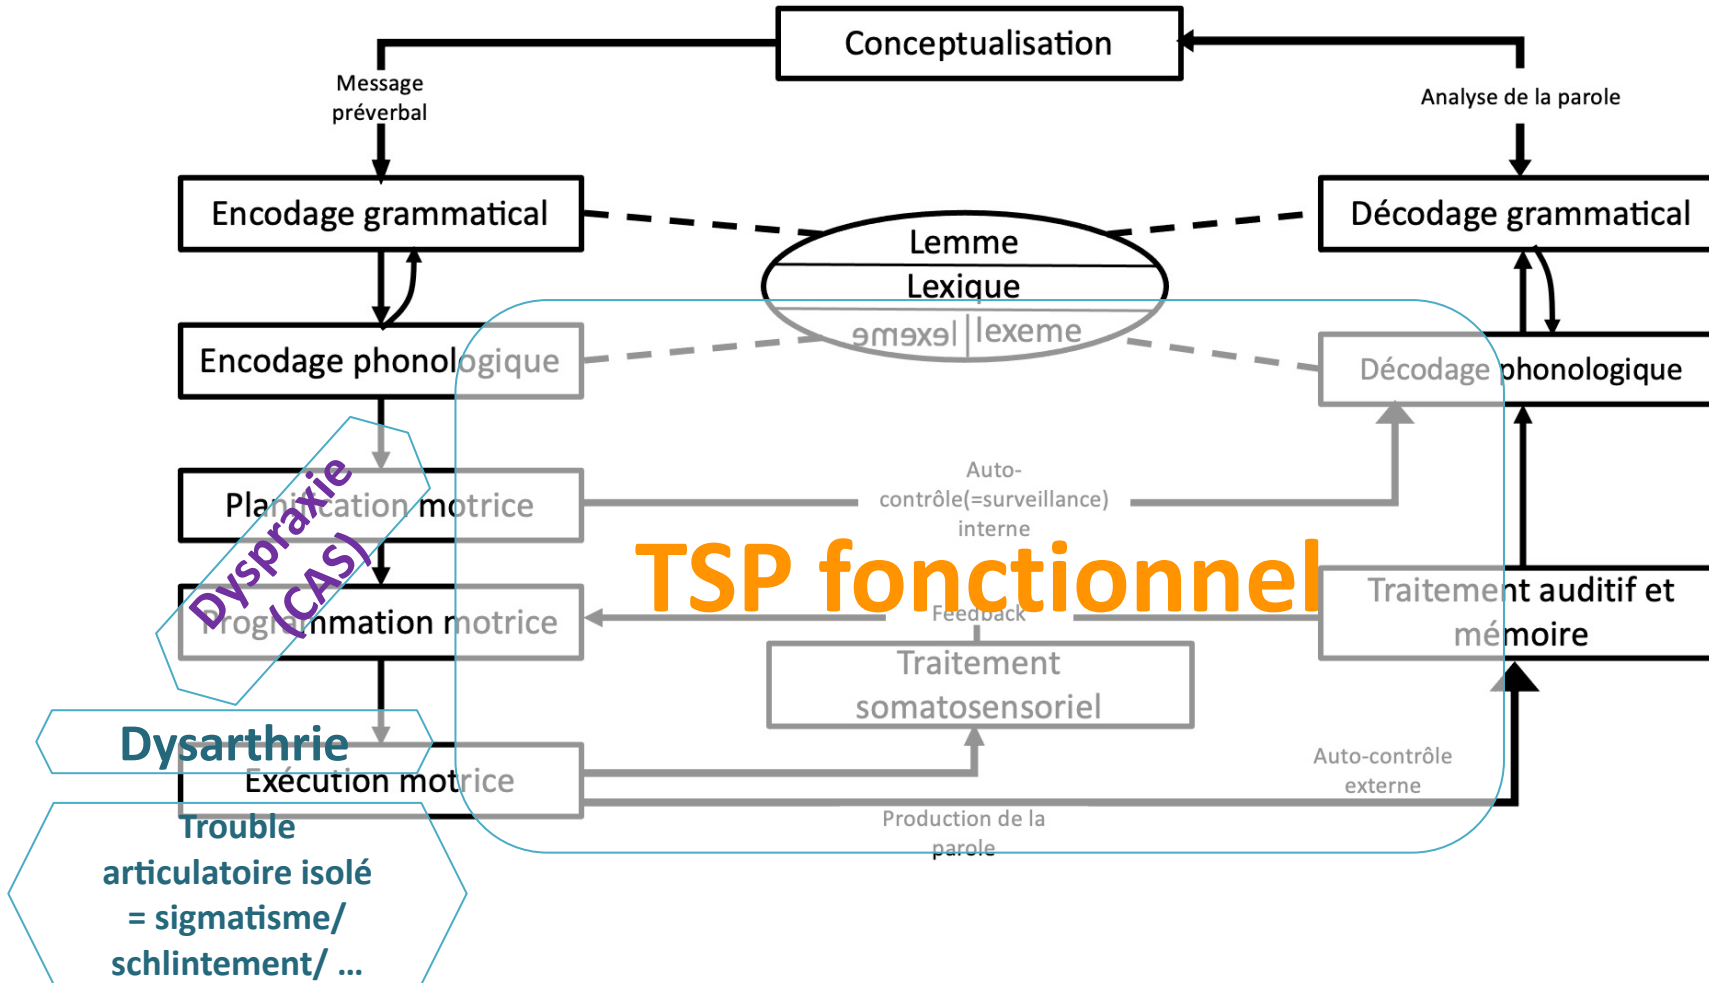 Conceptualisation
Message
préverbal
Analyse de la parole
Encodage grammatical
Décodage grammatical
Lemme
Lexique
lexeme
lexeme
Encodage phonologique
Décodage phonologique
Planification motrice
Auto-
contrôle(=surveillance)
interne
Dyspraxie
(CAS)
TSP fonctionnel
Programmation motrice
Feedback
Traitement auditif et
mémoire
Traitement
somatosensoriel
Dysarthrie
Exécution motrice
Auto-contrôle
externe
Production de la
parole
Trouble
articulatoire isolé
= sigmatisme/
schlintement/ ...